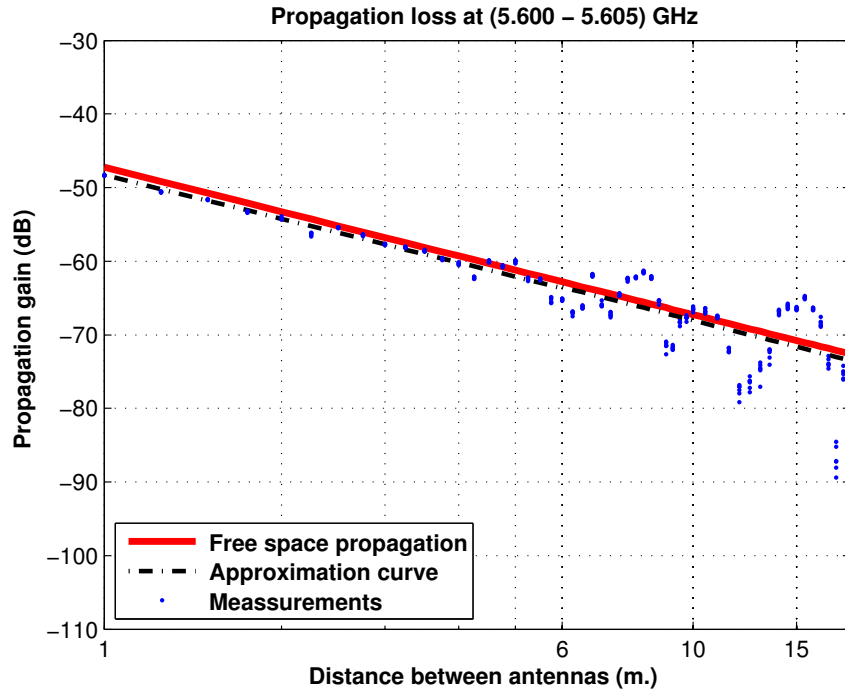 Propagation loss at (5.600 − 5.605) GHz
−30
−40
−50
−60
−70
−80
−90
−100
−110
Propagation gain (dB)
Free space propagation
Approximation curve
Meassurements
1
6
10
15
Distance between antennas (m.)